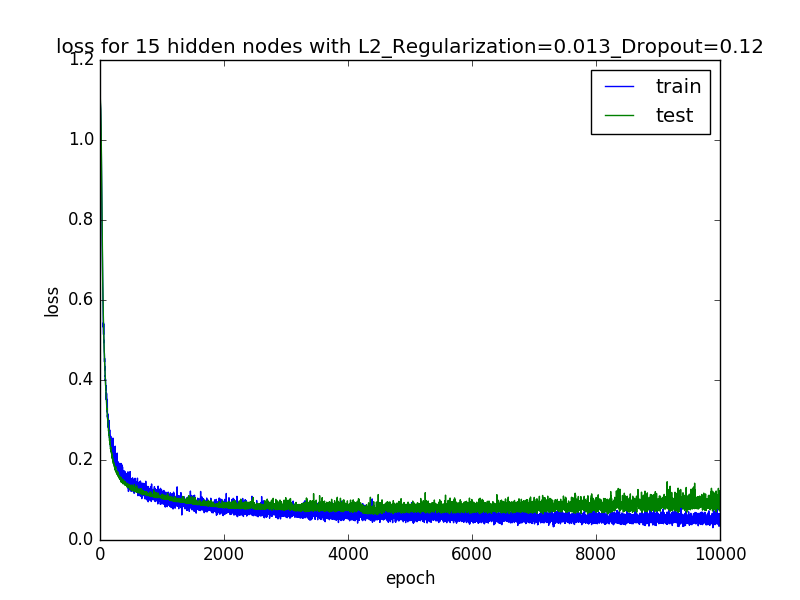 loss for 15 hidden nodes with L2_Regularization=0.013_Dropout=0.12
1.2
train
test
1.0
0.8
0.6
0.4
0.2
0.0
loss
0 2000 4000 6000 8000 10000
epoch